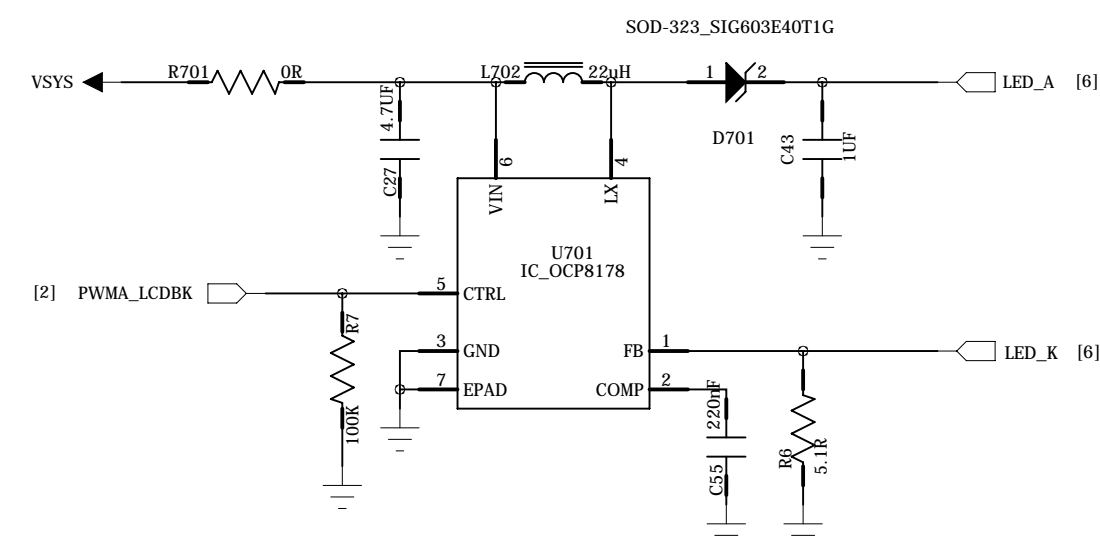 SOD-323_SIG603E40T1G
VSYS R701 0R L702 22uH 1 2 LED_A [6]
4.7UF
C27
D701
C43
1UF
6
4
VIN
LX
U701
IC_OCP8178
[2] PWMA_LCDBK 5 CTRL
R7
100K
3 GND FB 1 LED_K [6]
7 EPAD COMP 2
220nF
C55
R6
5.1R